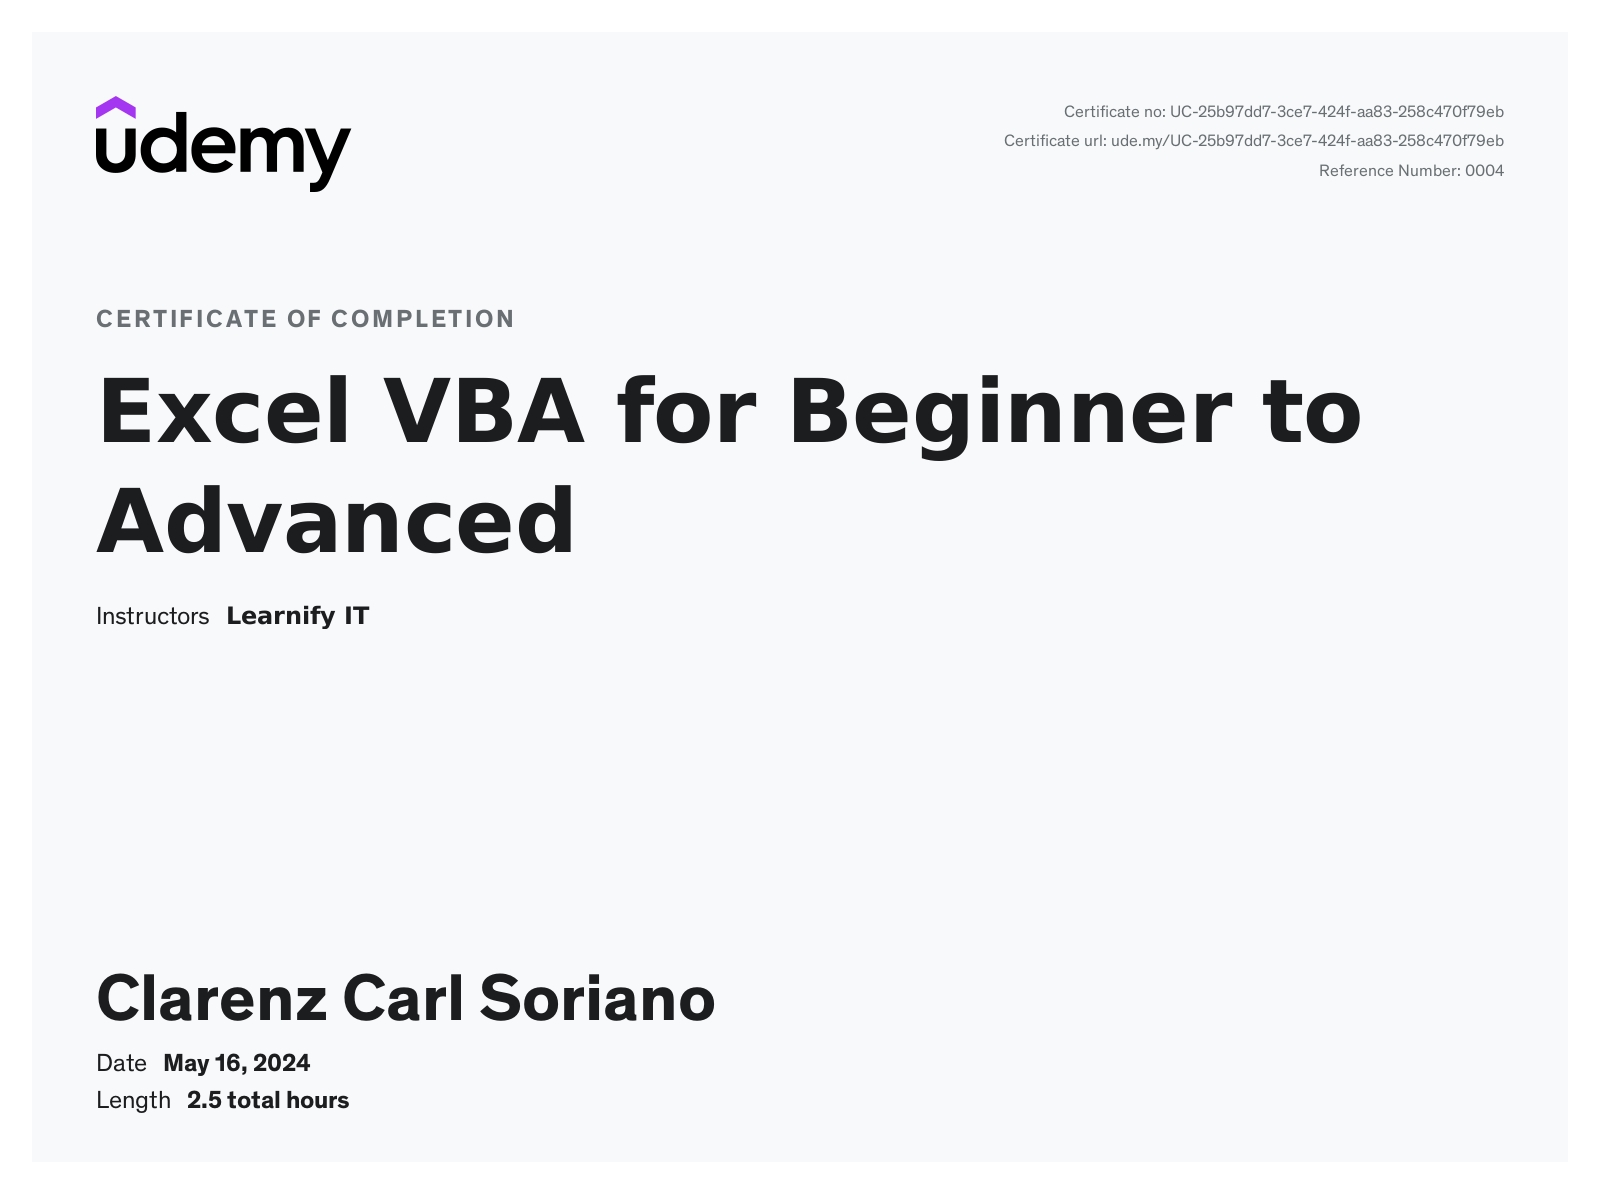 udemy
Certificate no: UC-25b97dd7-3ce7-424f-aa83-258c470f79eb
Certificate url: ude.my/UC-25b97dd7-3ce7-424f-aa83-258c470f79eb
Reference Number: 0004
CERTIFICATE OF COMPLETION
Excel VBA for Beginner to
Advanced
Instructors Learnify IT
Clarenz Carl Soriano
Date May 16, 2024
Length 2.5 total hours